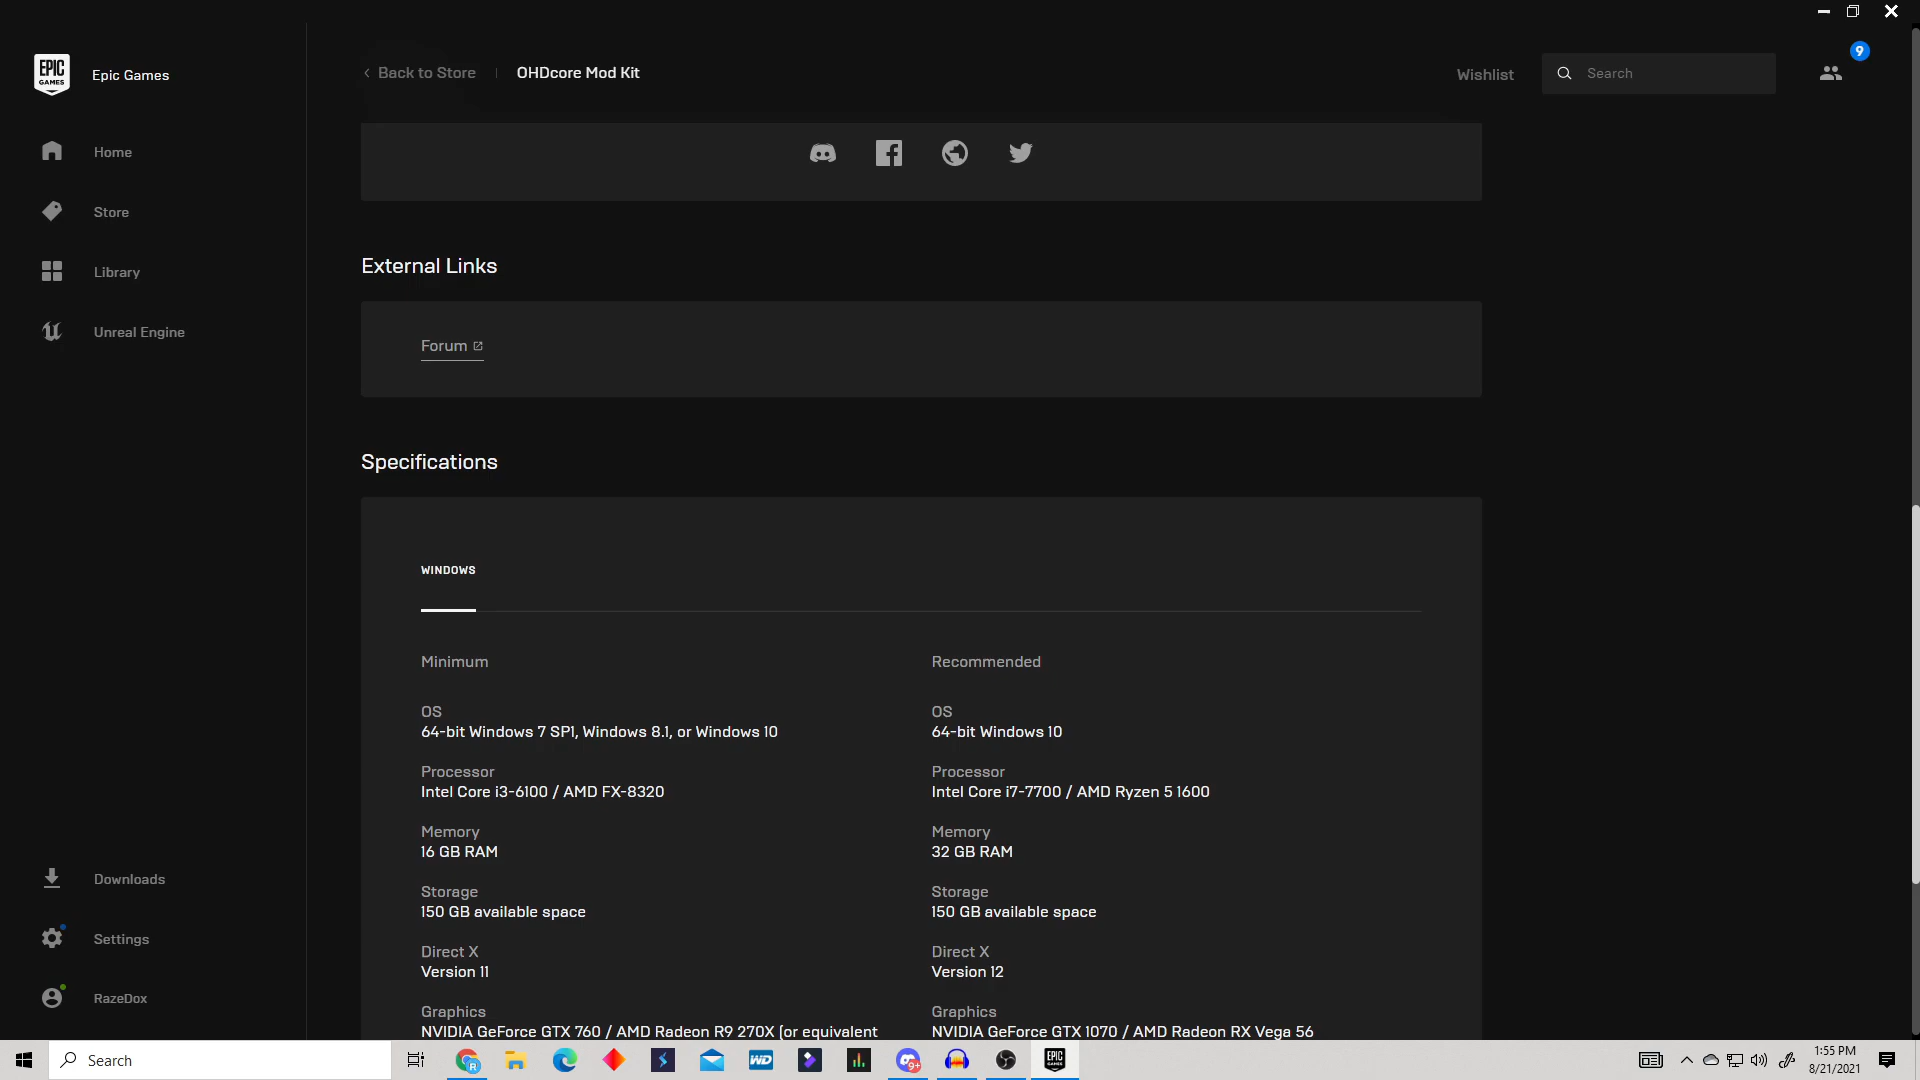 EPIC GAMES
Epic Games
Back to Store
OHDcore Mod Kit
Wishlist
Search
9
Home
Store
Library
Unreal Engine
External Links
Forum
Specifications
WINDOWS
Minimum
Recommended
OS
64-bit Windows 7 SP1, Windows 8.1, or Windows 10
OS
64-bit Windows 10
Processor
Intel Core i3-6100 / AMD FX-8320
Processor
Intel Core i7-7700 / AMD Ryzen 5 1600
Memory
16 GB RAM
Memory
32 GB RAM
Storage
150 GB available space
Storage
150 GB available space
Direct X
Version 11
Direct X
Version 12
Graphics
NVIDIA GeForce GTX 760 / AMD Radeon R9 270X (or equivalent
Graphics
NVIDIA GeForce GTX 1070 / AMD Radeon RX Vega 56
Downloads
Settings
RazeDox
Search
R
WD
9+
EPIC GAMES
1:55 PM
8/21/2021